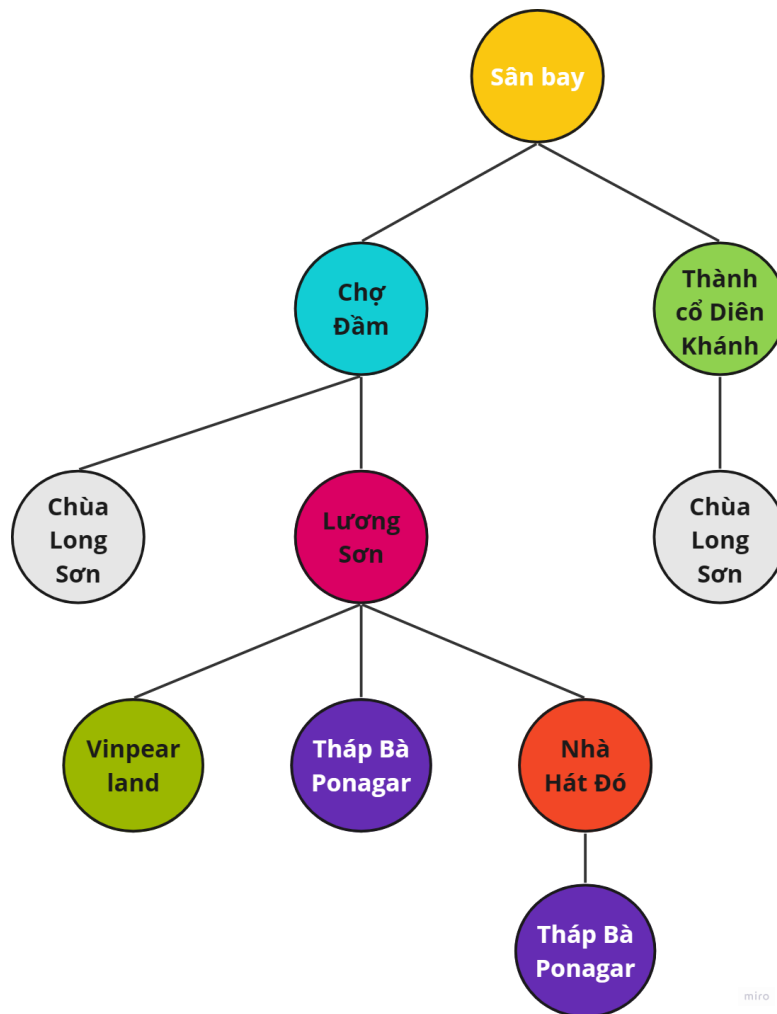 Sân bay
Chợ
Đầm
Thành
cổ Diên
Khánh
Chùa
Long
Sơn
Lương
Sơn
Chùa
Long
Sơn
Vinpear
land
Tháp Bà
Ponagar
Nhà
Hát Đó
Tháp Bà
Ponagar
miro